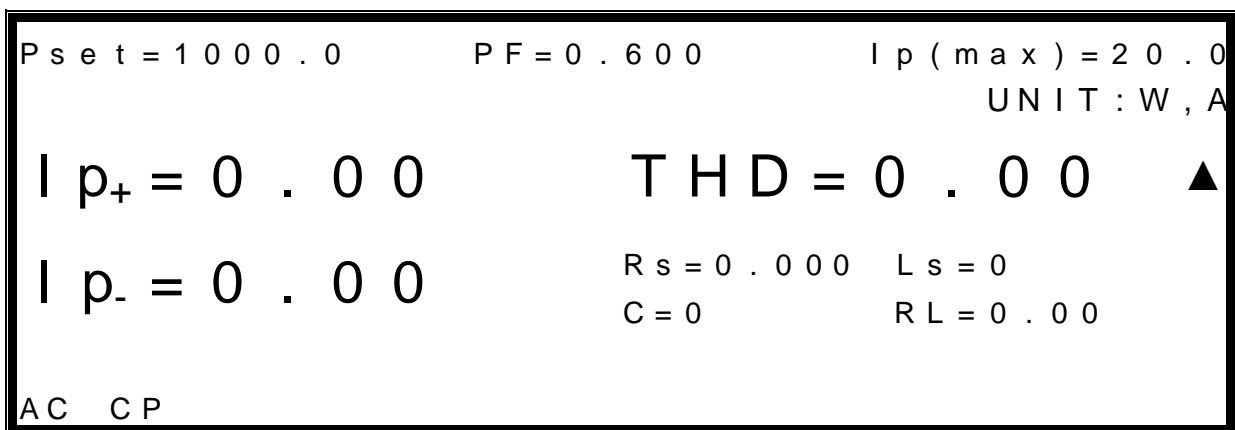 Pset=1000.0 PF=0.600 Ip(max)=20.0
UNIT:W,A
Ip+=0.00 THD=0.00 ▲
Ip-=0.00 Rs=0.000 Ls=0
C=0 RL=0.00
AC CP